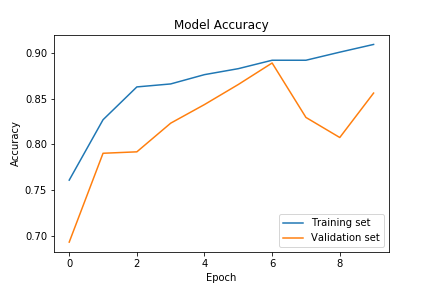 Model Accuracy
0.90
0.85
0.80
0.75
0.70
Accuracy
Training set
Validation set
0 2 4 6 8
Epoch